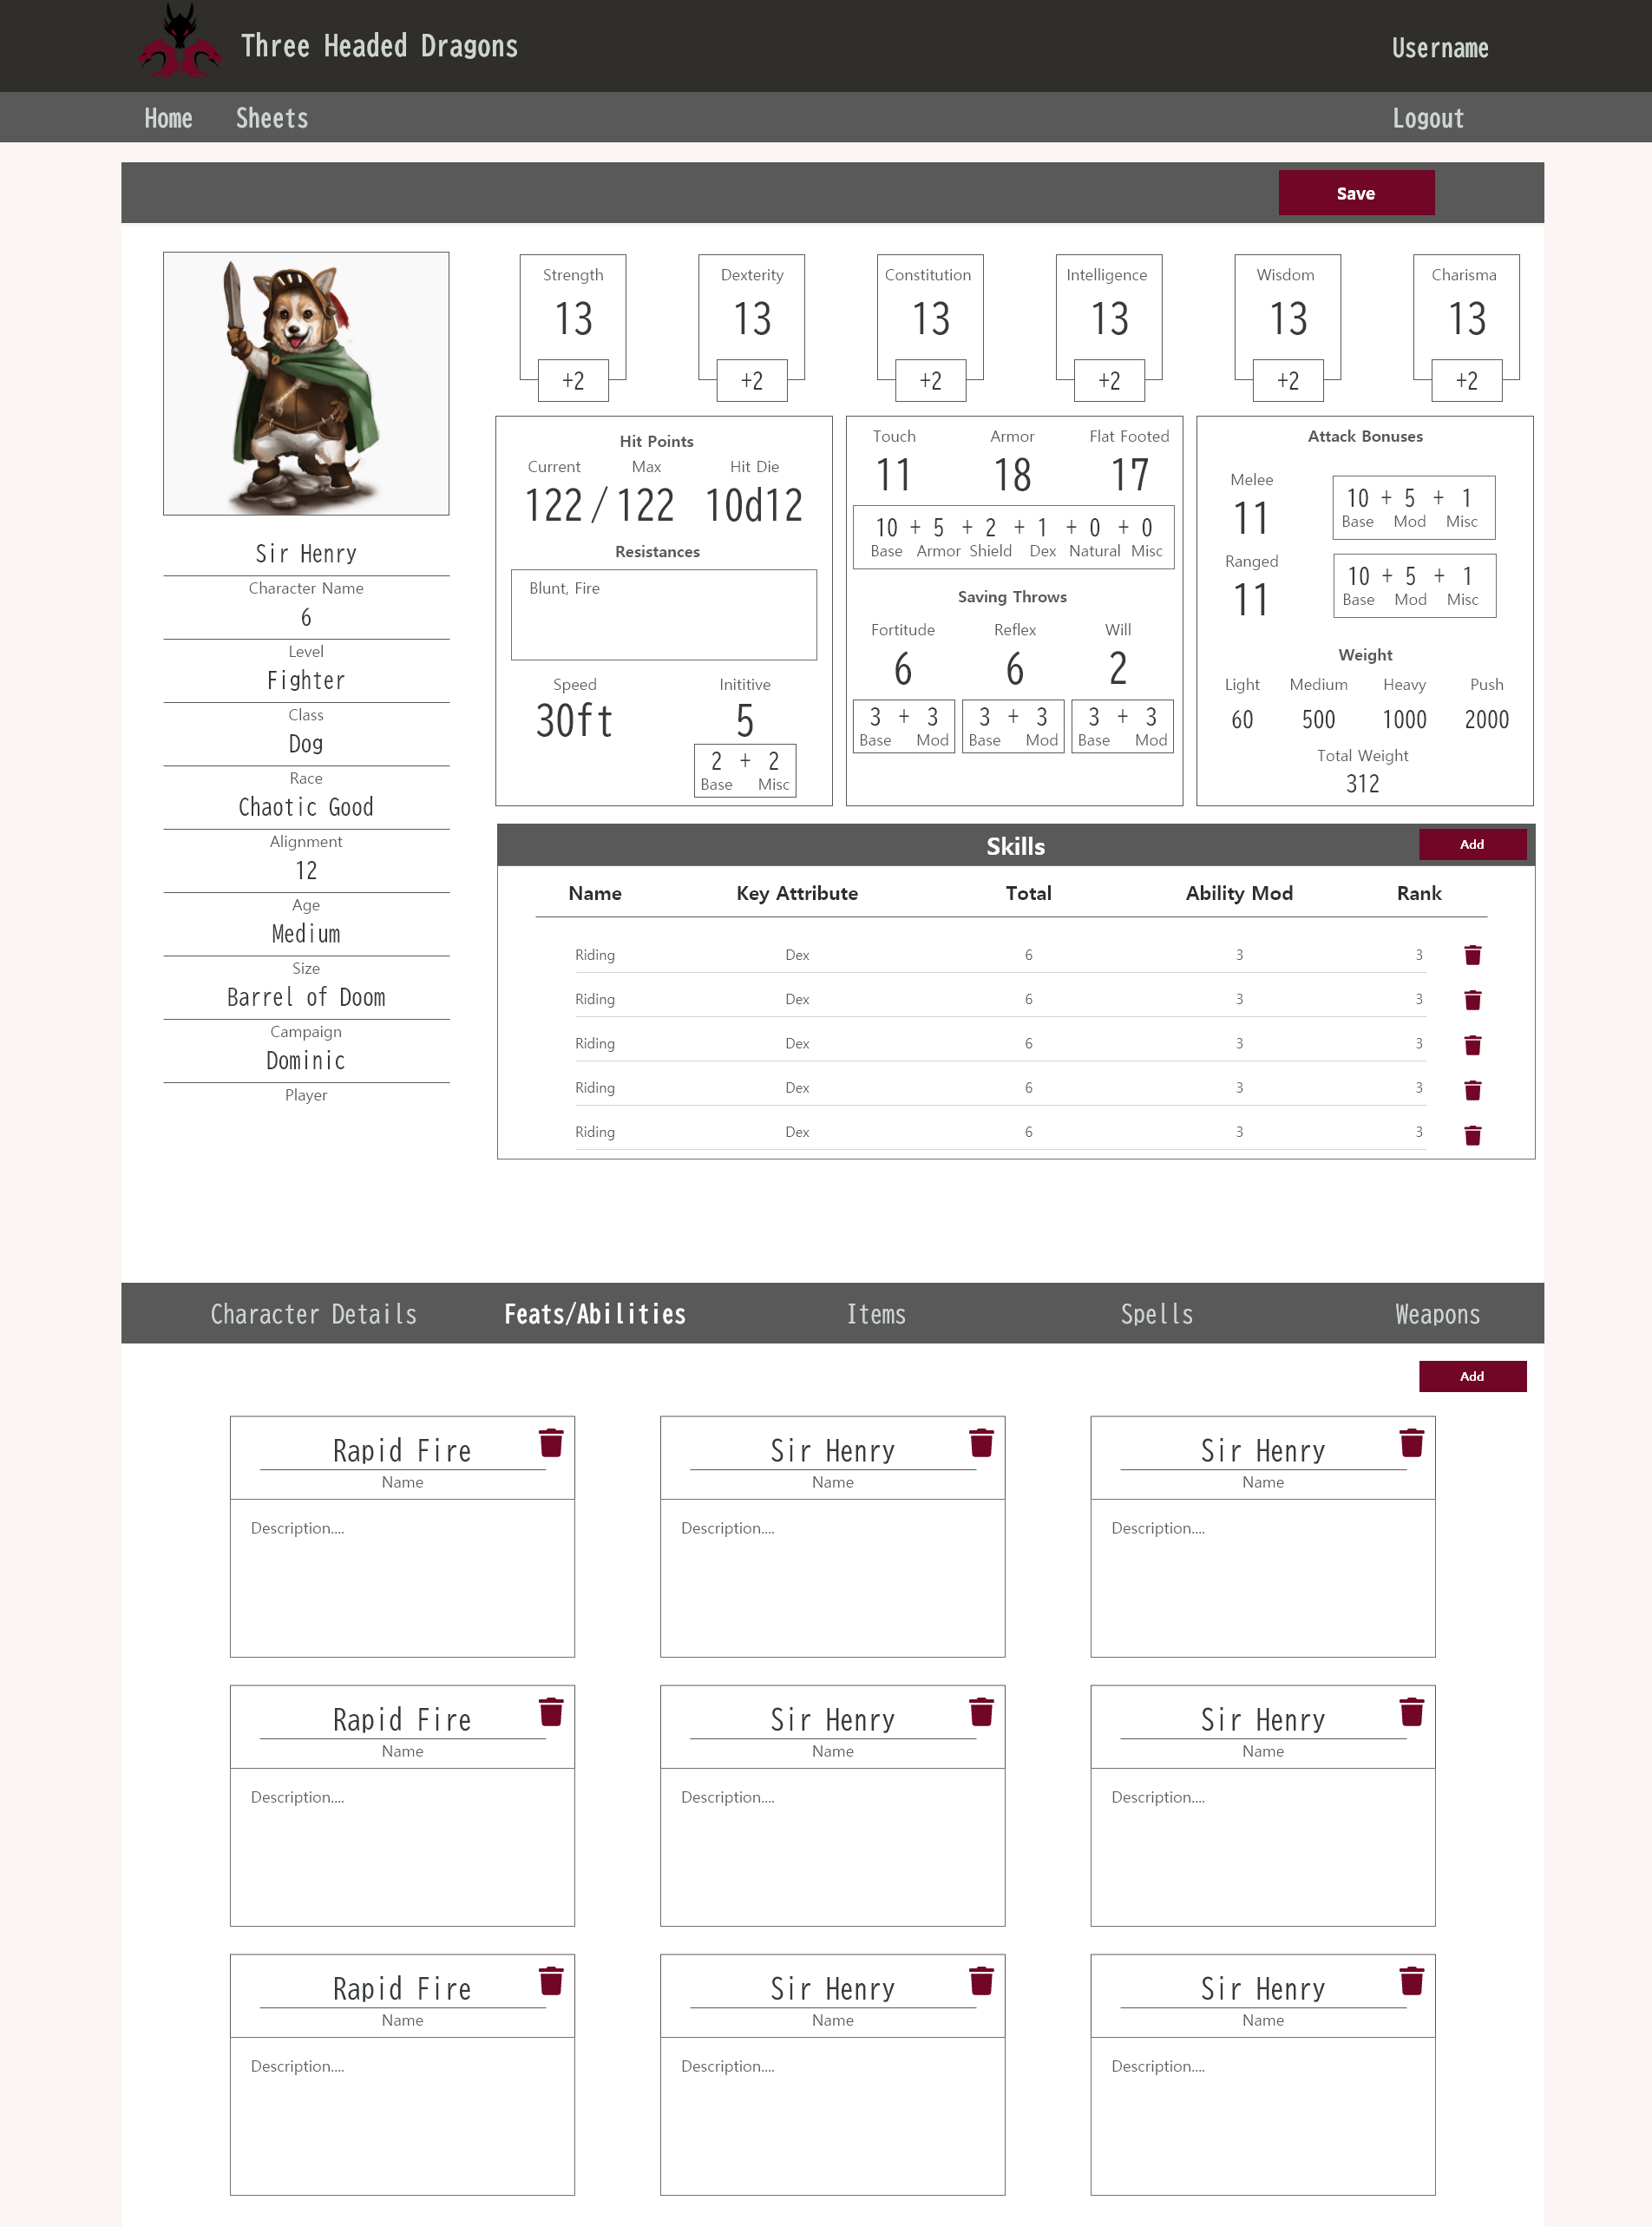 Three Headed Dragons
Username
Home Sheets Logout
Save
Sir Henry
Character Name
6
Level
Fighter
Class
Dog
Race
Chaotic Good
Alignment
12
Age
Medium
Size
Barrel of Doom
Campaign
Dominic
Player
Strength Dexterity Constitution Intelligence Wisdom Charisma
13 13 13 13 13 13
+2 +2 +2 +2 +2 +2
Hit Points
Current Max Hit Die
122 / 122 10d12
Resistances
Blunt, Fire
Speed Inititive
30ft 5
2 + 2
Base Misc
Touch Armor Flat Footed
11 18 17
10 + 5 + 2 + 1 + 0 + 0
Base Armor Shield Dex Natural Misc
Saving Throws
Fortitude Reflex Will
6 6 2
3 + 3 3 + 3 3 + 3
Base Mod Base Mod Base Mod
Attack Bonuses
Melee
11
10 + 5 + 1
Base Mod Misc
Ranged
11
10 + 5 + 1
Base Mod Misc
Weight
Light Medium Heavy Push
60 500 1000 2000
Total Weight
312
Skills
Add
Name Key Attribute Total Ability Mod Rank
Riding Dex 6 3 3
Riding Dex 6 3 3
Riding Dex 6 3 3
Riding Dex 6 3 3
Riding Dex 6 3 3
Character Details Feats/Abilities Items Spells Weapons
Add
Rapid Fire Sir Henry Sir Henry
Name Name Name
Description.... Description.... Description....
Rapid Fire Sir Henry Sir Henry
Name Name Name
Description.... Description.... Description....
Rapid Fire Sir Henry Sir Henry
Name Name Name
Description.... Description.... Description....